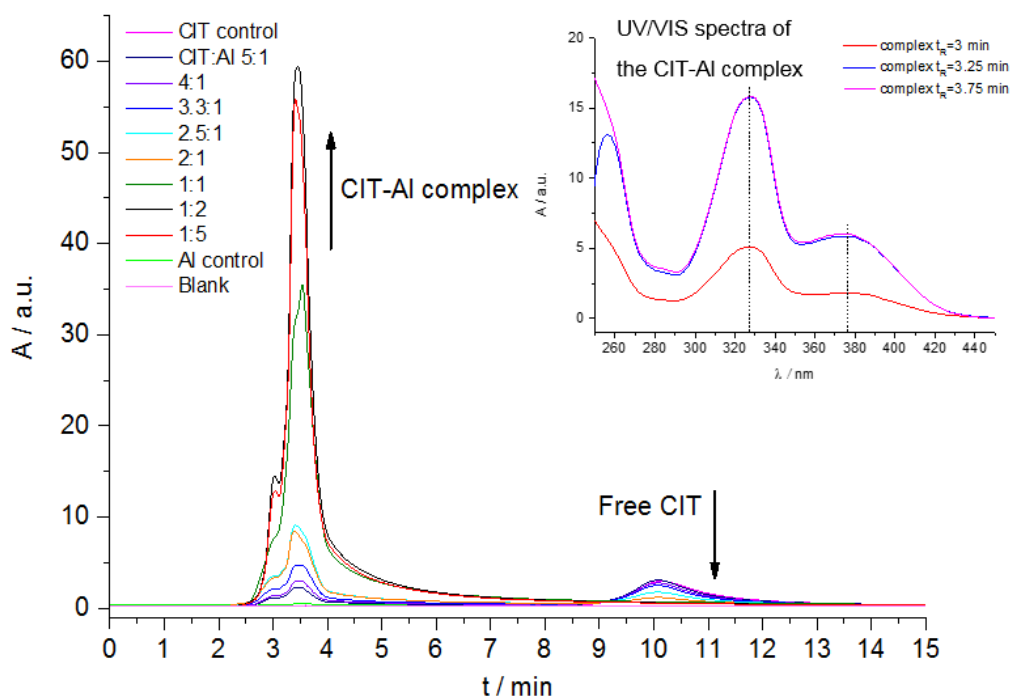 CIT control
CIT:Al 5:1
4:1
3.3:1
2.5:1
2:1
1:1
1:2
1:5
Al control
Blank
CIT-Al complex
Free CIT
A / a.u.
60
50
40
30
20
10
0
0 1 2 3 4 5 6 7 8 9 10 11 12 13 14 15
t / min
UV/VIS spectra of
the CIT-Al complex
complex tR=3 min
complex tR=3.25 min
complex tR=3.75 min
A / a.u.
20
15
10
5
0
260 280 300 320 340 360 380 400 420 440
λ / nm